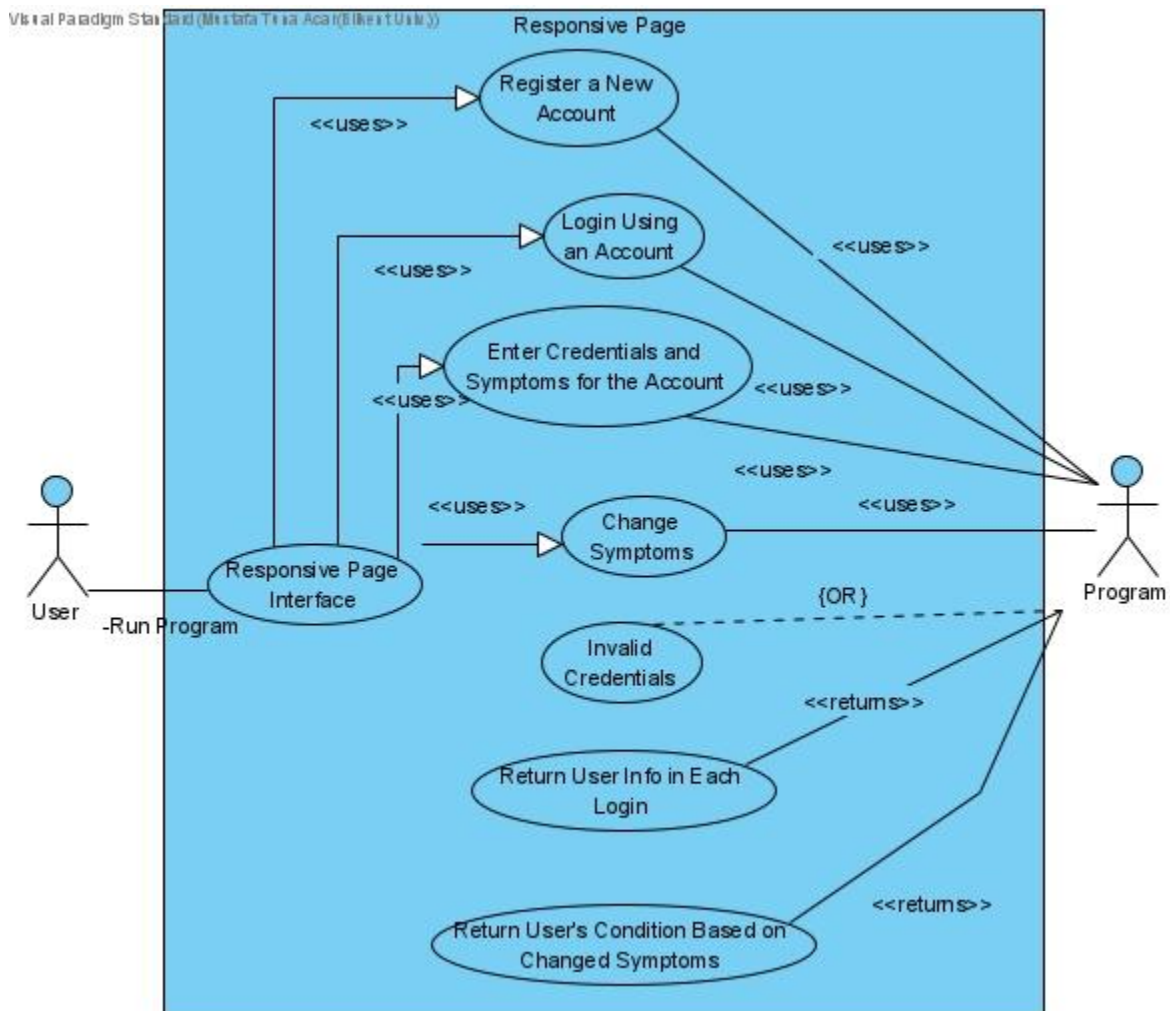 Visual Paradigm Standard (Mustafa Tuna Acar(Bilkent Univ.))
Responsive Page
Register a New
Account
<<uses>>
Login Using
an Account
<<uses>>
<<uses>>
Enter Credentials and
Symptoms for the Account
<<uses>>
<<uses>>
<<uses>>
<<uses>>
Change
Symptoms
<<uses>>
User
-Run Program
Responsive Page
Interface
Program
{OR}
Invalid
Credentials
<<returns>>
Return User Info in Each
Login
<<returns>>
Return User's Condition Based on
Changed Symptoms